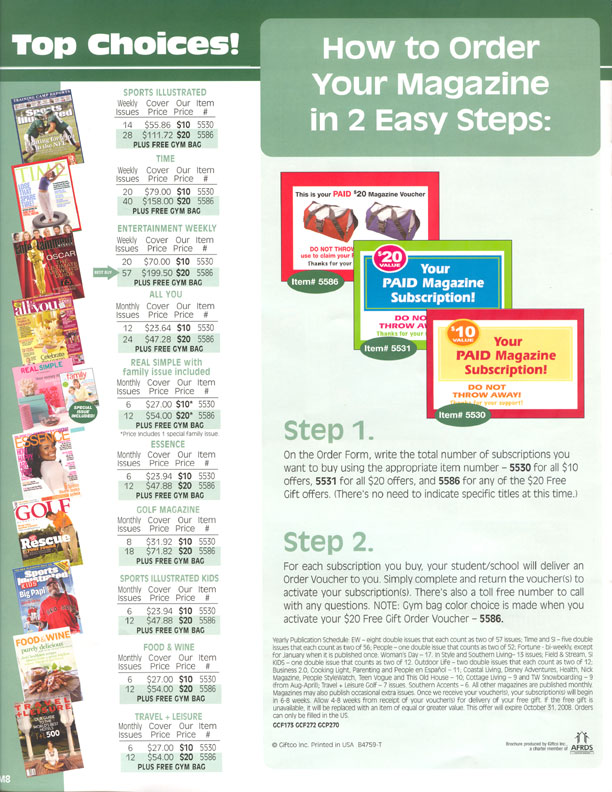 Top Choices!
SPORTS ILLUSTRATED
Weekly Cover Our Item
Issues Price Price #
14 $55.86 $10 5530
28 $111.72 $20 5586
PLUS FREE GYM BAG
TIME
Weekly Cover Our Item
Issues Price Price #
20 $79.00 $10 5530
40 $158.00 $20 5586
PLUS FREE GYM BAG
ENTERTAINMENT WEEKLY
Weekly Cover Our Item
Issues Price Price #
20 $70.00 $10 5530
BEST BUY
57 $199.50 $20 5586
PLUS FREE GYM BAG
ALL YOU
Monthly Cover Our Item
Issues Price Price #
12 $23.64 $10 5530
24 $47.28 $20 5586
PLUS FREE GYM BAG
REAL SIMPLE with
family issue included
Monthly Cover Our Item
Issues Price Price #
6 $27.00 $10* 5530
12 $54.00 $20* 5586
PLUS FREE GYM BAG
*Price includes 1 special family issue
SPECIAL
ISSUE
INCLUDED!
ESSENCE
Monthly Cover Our Item
Issues Price Price #
6 $23.94 $10 5530
12 $47.88 $20 5586
PLUS FREE GYM BAG
GOLF MAGAZINE
Monthly Cover Our Item
Issues Price Price #
8 $31.92 $10 5530
18 $71.82 $20 5586
PLUS FREE GYM BAG
SPORTS ILLUSTRATED KIDS
Monthly Cover Our Item
Issues Price Price #
6 $23.94 $10 5530
12 $47.88 $20 5586
PLUS FREE GYM BAG
FOOD & WINE
Monthly Cover Our Item
Issues Price Price #
6 $27.00 $10 5530
12 $54.00 $20 5586
PLUS FREE GYM BAG
TRAVEL + LEISURE
Monthly Cover Our Item
Issues Price Price #
6 $27.00 $10 5530
12 $54.00 $20 5586
PLUS FREE GYM BAG
M8
Sports Illustrated
TIME
Entertainment
OSCAR
all you
Celebrate
REAL SIMPLE
family
ESSENCE
GOLF
Rescue
Sports Illustrated
KIDS
Big Papi
FOOD & WINE
purely delicious
TRAVEL
+LEISURE
500
How to Order
Your Magazine
in 2 Easy Steps:
This is your PAID $20 Magazine Voucher
DO NOT THROW
use to claim your
Thanks for your
Item# 5586
$20
VALUE
Your
PAID Magazine
Subscription!
DO NO
THROW AW
Thanks for your
Item# 5531
$10
VALUE
Your
PAID Magazine
Subscription!
DO NOT
THROW AWAY!
Thanks for your support!
Item# 5530
Step 1.
On the Order Form, write the total number of subscriptions you
want to buy using the appropriate item number – 5530 for all $10
offers, 5531 for all $20 offers, and 5586 for any of the $20 Free
Gift offers. (There's no need to indicate specific titles at this time.)
Step 2.
For each subscription you buy, your student/school will deliver an
Order Voucher to you. Simply complete and return the voucher(s) to
activate your subscription(s). There's also a toll free number to call
with any questions. NOTE: Gym bag color choice is made when you
activate your $20 Free Gift Order Voucher – 5586.
Yearly Publication Schedule: EW – eight double issues that each count as two of 57 issues; Time and SI – five double
issues that each count as two of 56; People – one double issue that counts as two of 52; Fortune - bi-weekly, except
for January when it is published once. Woman's Day – 17. In Style and Southern Living– 13 issues; Field & Stream, SI
KIDS – one double issue that counts as two of 12. Outdoor Life – two double issues that each count as two of 12;
Business 2.0, Cooking Light, Parenting and People en Español – 11, Coastal Living, Disney Adventures, Health, Nick
Magazine, People StyleWatch, Teen Vogue and This Old House – 10; Cottage Living – 9 and TW Snowboarding – 9
(from Aug-April); Travel + Leisure Golf – 7 issues. Southern Accents – 6. All other magazines are published monthly.
Magazines may also publish occasional extra issues. Once we receive your voucher(s), your subscription(s) will begin
in 6-8 weeks. Allow 4-8 weeks from receipt of your voucher(s) for delivery of your free gift. If the free gift is
unavailable, it will be replaced with an item of equal or greater value. This offer will expire October 31, 2008. Orders
can only be filled in the US.
GCF173 GCF272 GCP270
© Giftco Inc. Printed in USA B4759-T
Brochure produced by Giftco Inc.,
a charter member of
AFRDS